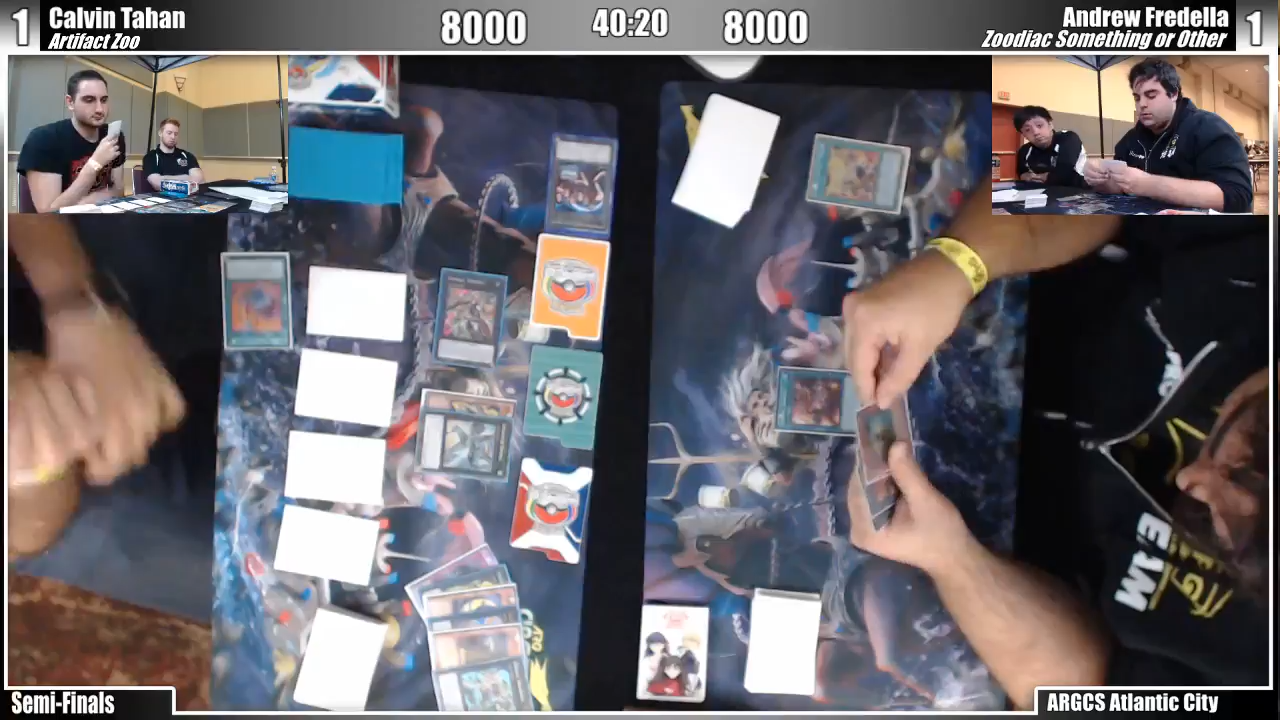 1 Calvin Tahan
Artifact Zoo
8000 40:20 8000
Andrew Fredella 1
Zoodiac Something or Other
EAM
Semi-Finals
ARGCS Atlantic City